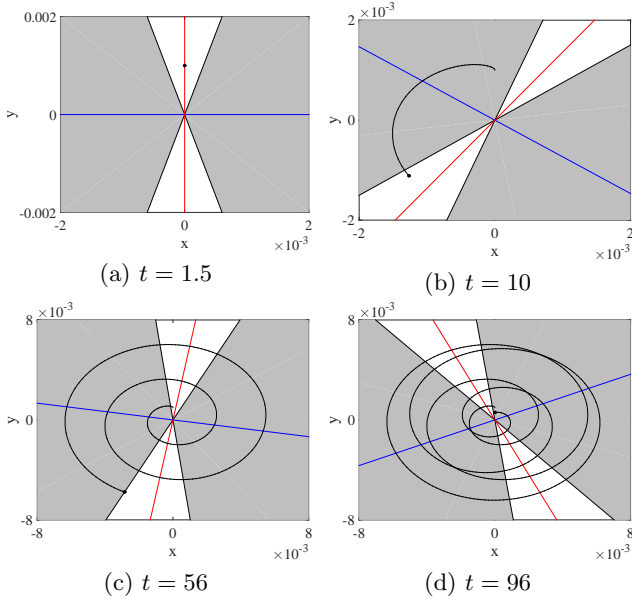 0.002
×10⁻³
2
y
0
y
0
-0.002
-2
-2
0
2
-2
0
2
x
×10⁻³
x
×10⁻³
(a) t = 1.5
(b) t = 10
×10⁻³
8
×10⁻³
8
y
0
y
0
-8
-8
-8
0
8
-8
0
8
x
×10⁻³
x
×10⁻³
(c) t = 56
(d) t = 96